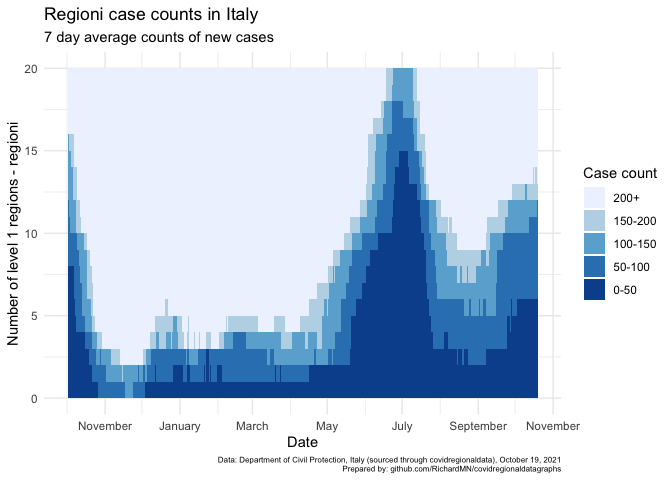 Regioni case counts in Italy
7 day average counts of new cases
Number of level 1 regions - regioni
20
15
10
5
0
November
January
March
May
July
September
November
Date
Case count
200+
150-200
100-150
50-100
0-50
Data: Department of Civil Protection, Italy (sourced through covidregionaldata), October 19, 2021
Prepared by: github.com/RichardMN/covidregionaldatagraphs